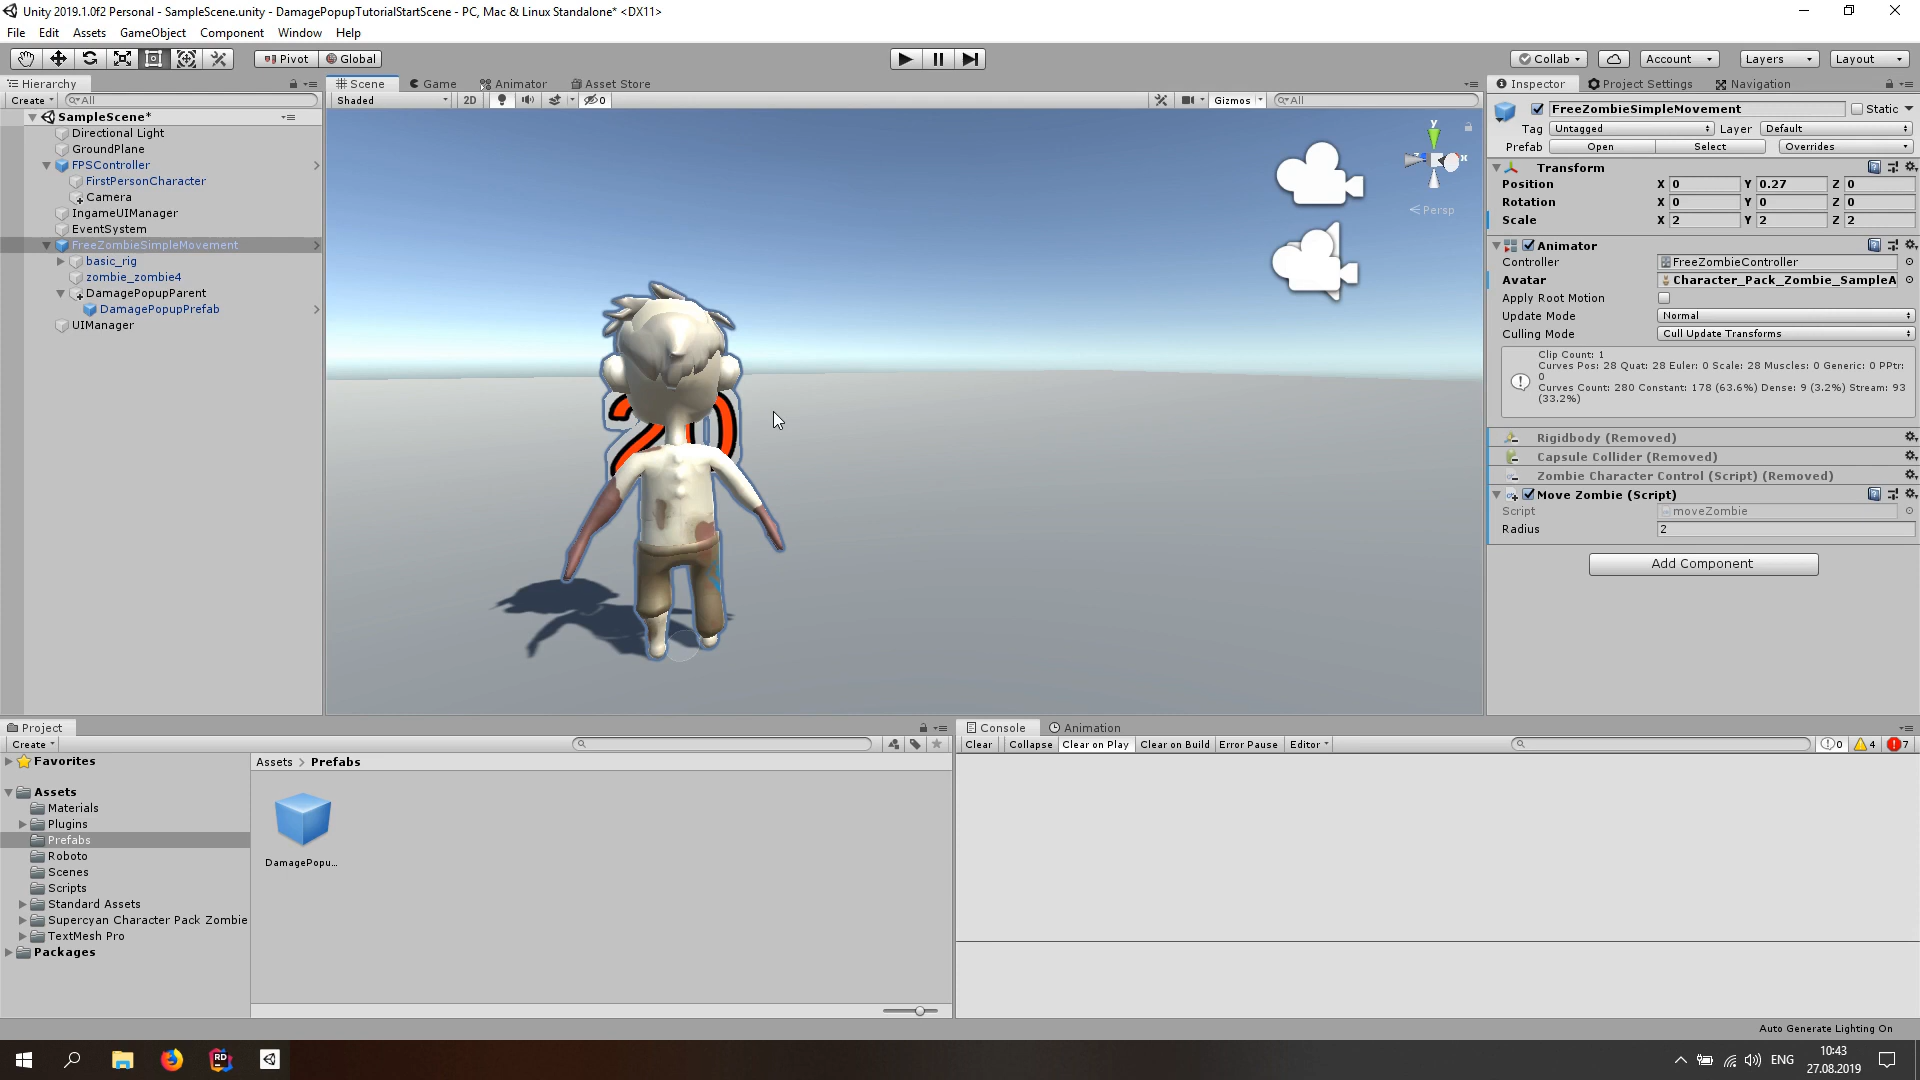 Unity 2019.1.0f2 Personal - SampleScene.unity - DamagePopupTutorialStartScene - PC, Mac & Linux Standalone* <DX11>
File Edit Assets GameObject Component Window Help
Pivot Global Collab Account Layers Layout
Hierarchy
Create All
SampleScene*
Directional Light
GroundPlane
FPSController
FirstPersonCharacter
Camera
IngameUIManager
EventSystem
FreeZombieSimpleMovement
basic_rig
zombie_zombie4
DamagePopupParent
DamagePopupPrefab
UIManager
Scene Game Animator Asset Store
Shaded 2D 0 Gizmos All
y
x
Persp
20
Inspector Project Settings Navigation
FreeZombieSimpleMovement Static
Tag Untagged Layer Default
Prefab Open Select Overrides
Transform
Position X 0 Y 0.27 Z 0
Rotation X 0 Y 0 Z 0
Scale X 2 Y 2 Z 2
Animator
Controller FreeZombieController
Avatar Character_Pack_Zombie_SampleA
Apply Root Motion
Update Mode Normal
Culling Mode Cull Update Transforms
Clip Count: 1
Curves Pos: 28 Quat: 28 Euler: 0 Scale: 28 Muscles: 0 Generic: 0 PPtr:
0
Curves Count: 280 Constant: 178 (63.6%) Dense: 9 (3.2%) Stream: 93
(33.2%)
Rigidbody (Removed)
Capsule Collider (Removed)
Zombie Character Control (Script) (Removed)
Move Zombie (Script)
Script moveZombie
Radius 2
Add Component
Project
Create
Favorites
Assets
Materials
Plugins
Prefabs
Roboto
Scenes
Scripts
Standard Assets
Supercyan Character Pack Zombie
TextMesh Pro
Packages
Assets > Prefabs
DamagePopu...
Console Animation
Clear Collapse Clear on Play Clear on Build Error Pause Editor 0 4 7
Auto Generate Lighting On
RD
ENG
10:43
27.08.2019